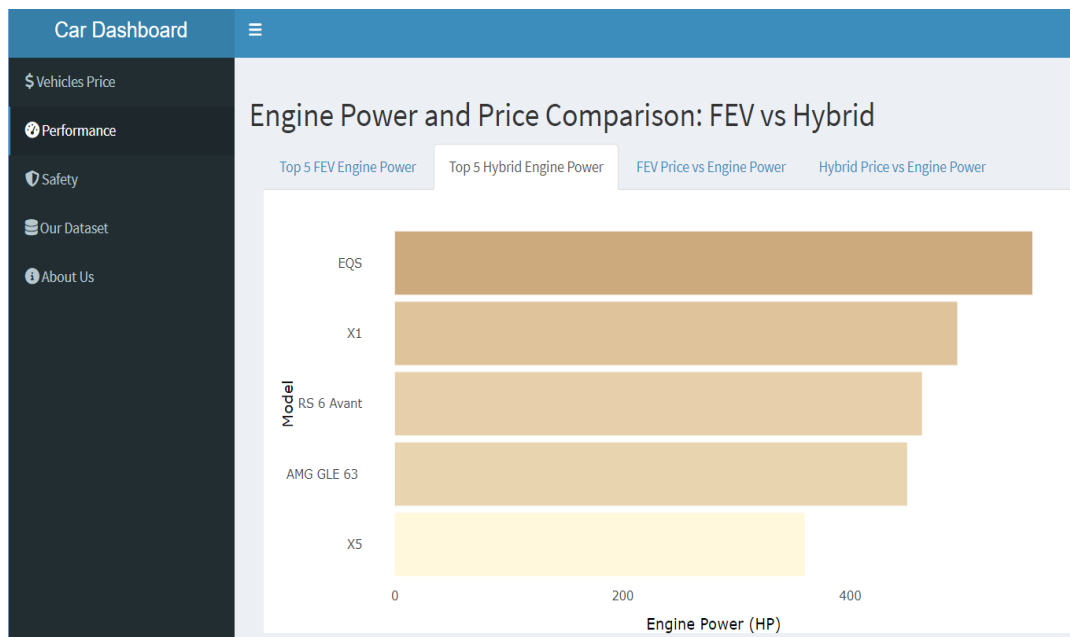 Car Dashboard
Vehicles Price
Performance
Safety
Our Dataset
About Us
Engine Power and Price Comparison: FEV vs Hybrid
Top 5 FEV Engine Power
Top 5 Hybrid Engine Power
FEV Price vs Engine Power
Hybrid Price vs Engine Power
Model
EQS
X1
RS 6 Avant
AMG GLE 63
X5
0 200 400
Engine Power (HP)